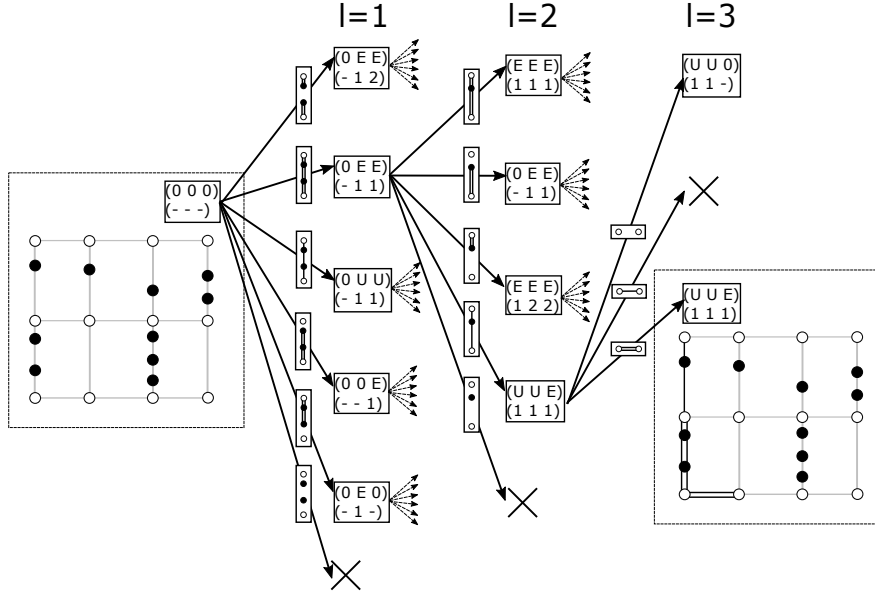 l=1
l=2
l=3
(0 E E)
(- 1 2)
(E E E)
(1 1 1)
(U U 0)
(1 1 -)
(0 0 0)
(- - -)
(0 E E)
(- 1 1)
(0 E E)
(- 1 1)
(0 U U)
(- 1 1)
(E E E)
(1 2 2)
(U U E)
(1 1 1)
(0 0 E)
(- - 1)
(U U E)
(1 1 1)
(0 E 0)
(- 1 -)